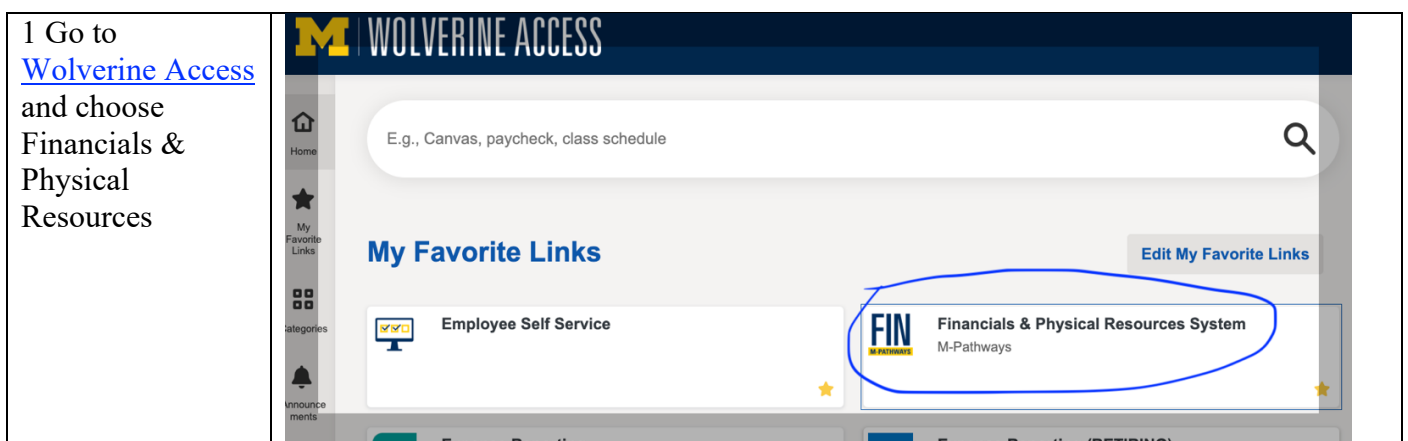 1 Go to
Wolverine Access
and choose
Financials &
Physical
Resources
M WOLVERINE ACCESS
E.g., Canvas, paycheck, class schedule
Home
My
Favorite
Links
My Favorite Links
Edit My Favorite Links
Categories
Employee Self Service
FIN
M-PATHWAYS
Financials & Physical Resources System
M-Pathways
Announce
ments